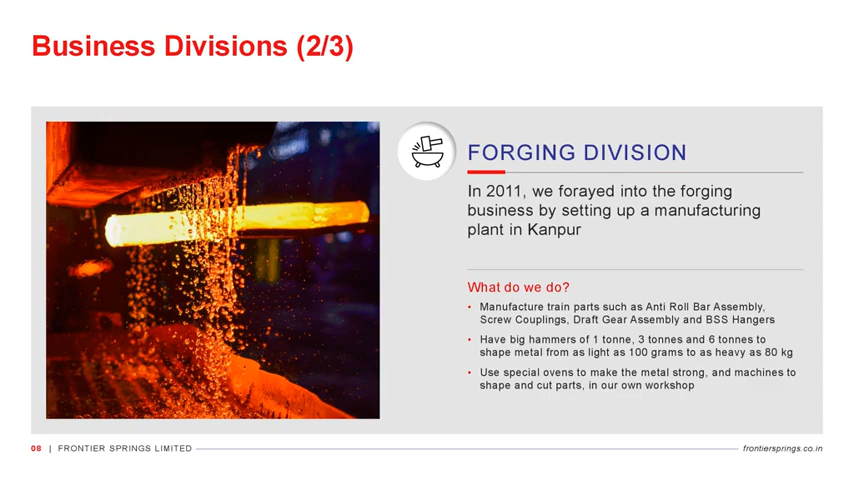 Business Divisions (2/3)
FORGING DIVISION
In 2011, we forayed into the forging
business by setting up a manufacturing
plant in Kanpur
What do we do?
• Manufacture train parts such as Anti Roll Bar Assembly,
Screw Couplings, Draft Gear Assembly and BSS Hangers
• Have big hammers of 1 tonne, 3 tonnes and 6 tonnes to
shape metal from as light as 100 grams to as heavy as 80 kg
• Use special ovens to make the metal strong, and machines to
shape and cut parts, in our own workshop
08 | FRONTIER SPRINGS LIMITED
frontiersprings.co.in